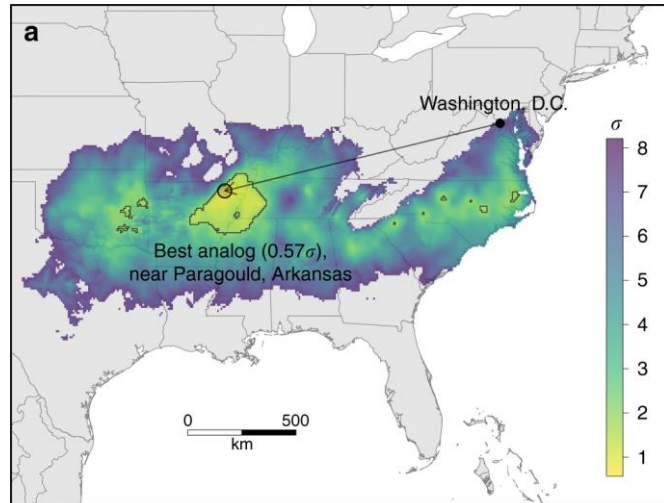 a
Washington, D.C.
σ
8
7
6
5
4
3
2
1
Best analog (0.57σ),
near Paragould, Arkansas
0 500
km